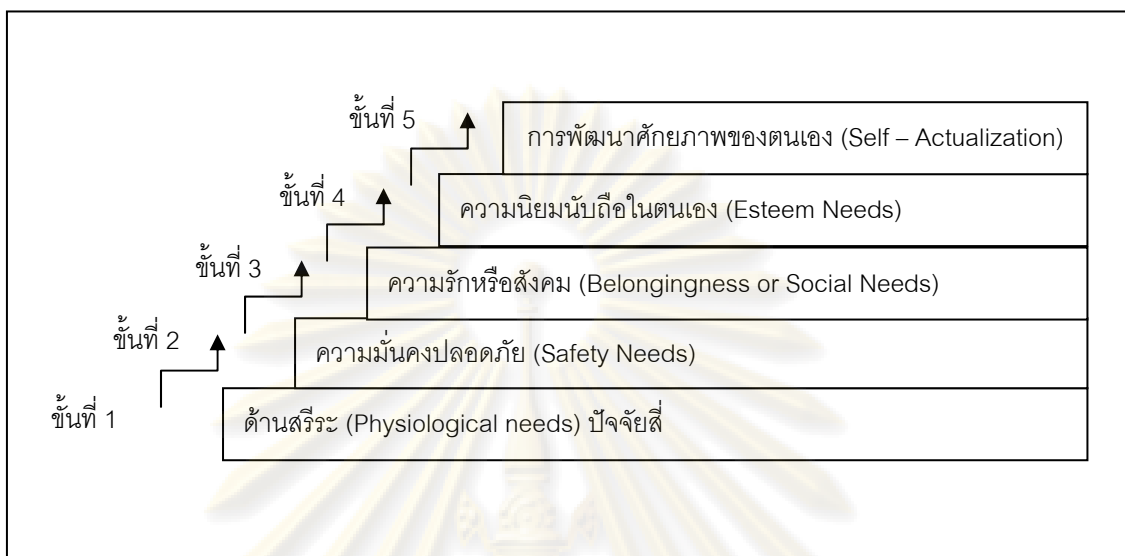 ขั้นที่ 5
การพัฒนาศักยภาพของตนเอง (Self – Actualization)
ขั้นที่ 4
ความนิยมนับถือในตนเอง (Esteem Needs)
ขั้นที่ 3
ความรักหรือสังคม (Belongingness or Social Needs)
ขั้นที่ 2
ความมั่นคงปลอดภัย (Safety Needs)
ขั้นที่ 1
ด้านสรีระ (Physiological needs) ปัจจัยสี่